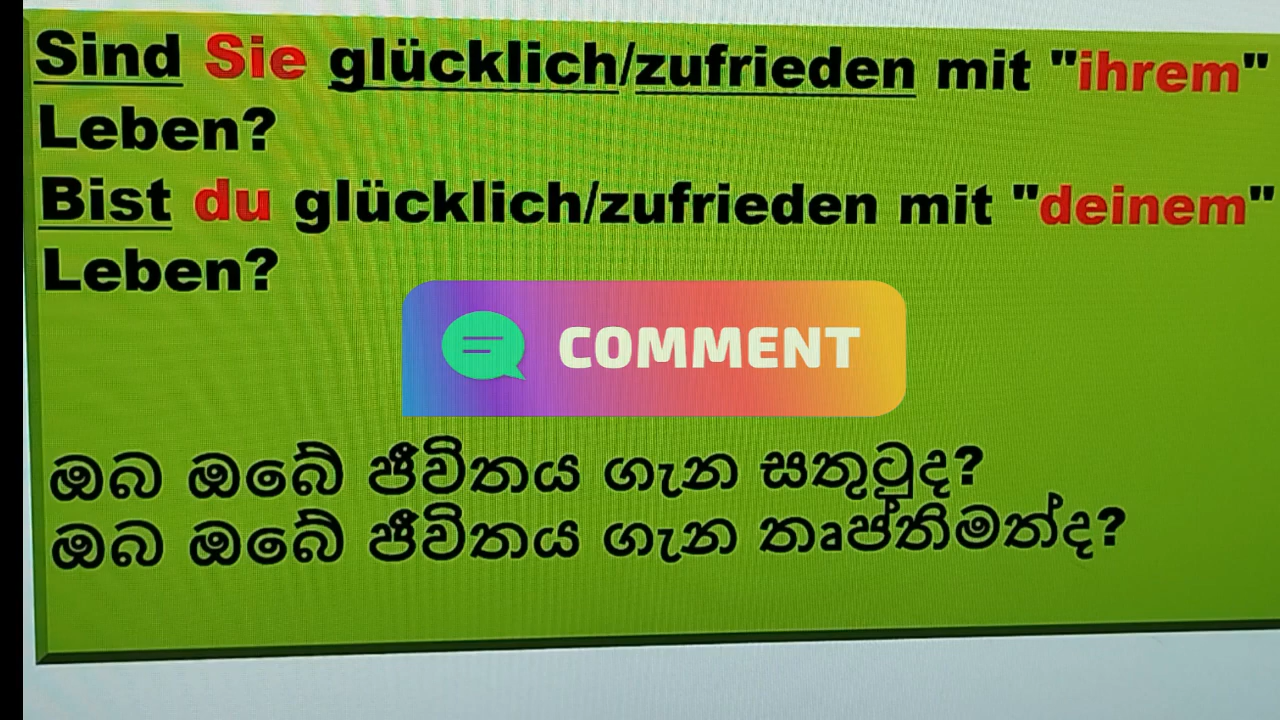 Sind Sie glücklich/zufrieden mit "ihrem"
Leben?
Bist du glücklich/zufrieden mit "deinem"
Leben?
COMMENT
ඔබ ඔබේ ජීවිතය ගැන සතුටුද?
ඔබ ඔබේ ජීවිතය ගැන තෘප්තිමත්ද?